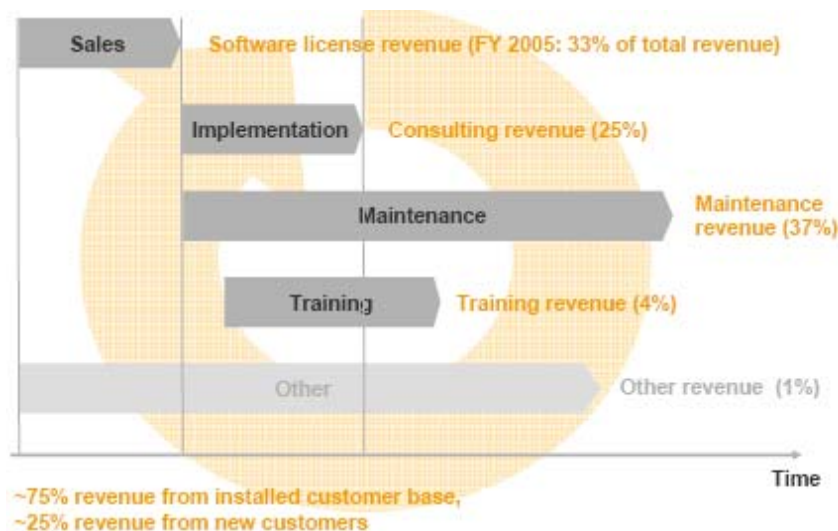 Sales
Software license revenue (FY 2005: 33% of total revenue)
Implementation
Consulting revenue (25%)
Maintenance
Maintenance
revenue (37%)
Training
Training revenue (4%)
Other
Other revenue (1%)
Time
~75% revenue from installed customer base,
~25% revenue from new customers